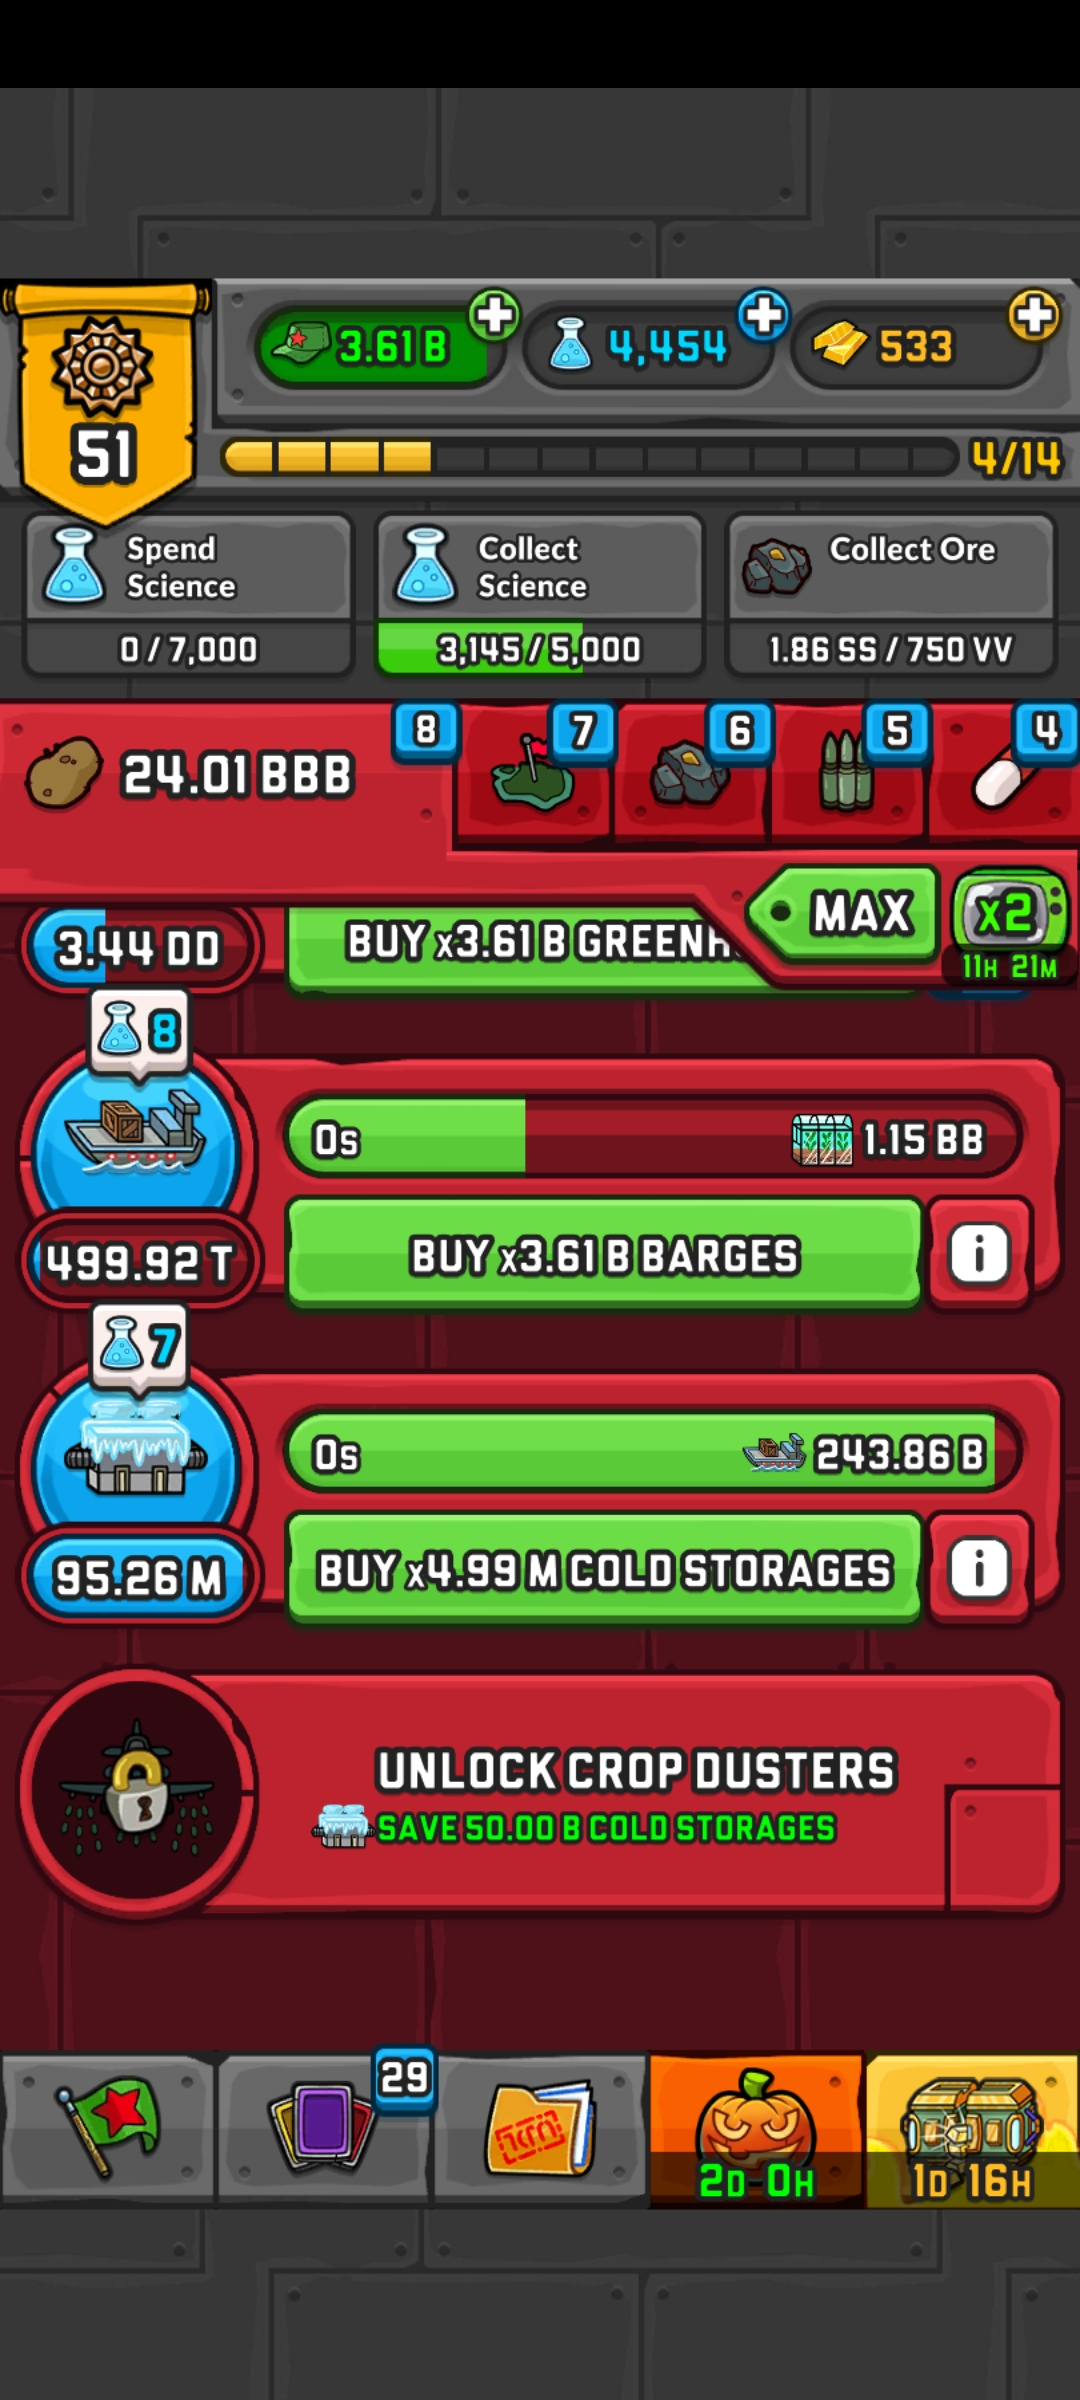 3.61 B
4,454
533
51
4/14
Spend
Science
0 / 7,000
Collect
Science
3,145 / 5,000
Collect Ore
1.86 SS / 750 VV
24.01 BBB
8
7
6
5
4
MAX
x2
11H 21M
3.44 DD
BUY x3.61 B
8
0s
1.15 BB
499.92 T
BUY x3.61 B BARGES
i
7
0s
243.86 B
95.26 M
BUY x4.99 M COLD STORAGES
i
UNLOCK CROP DUSTERS
SAVE 50.00 B COLD STORAGES
29
2D 0H
1D 16H